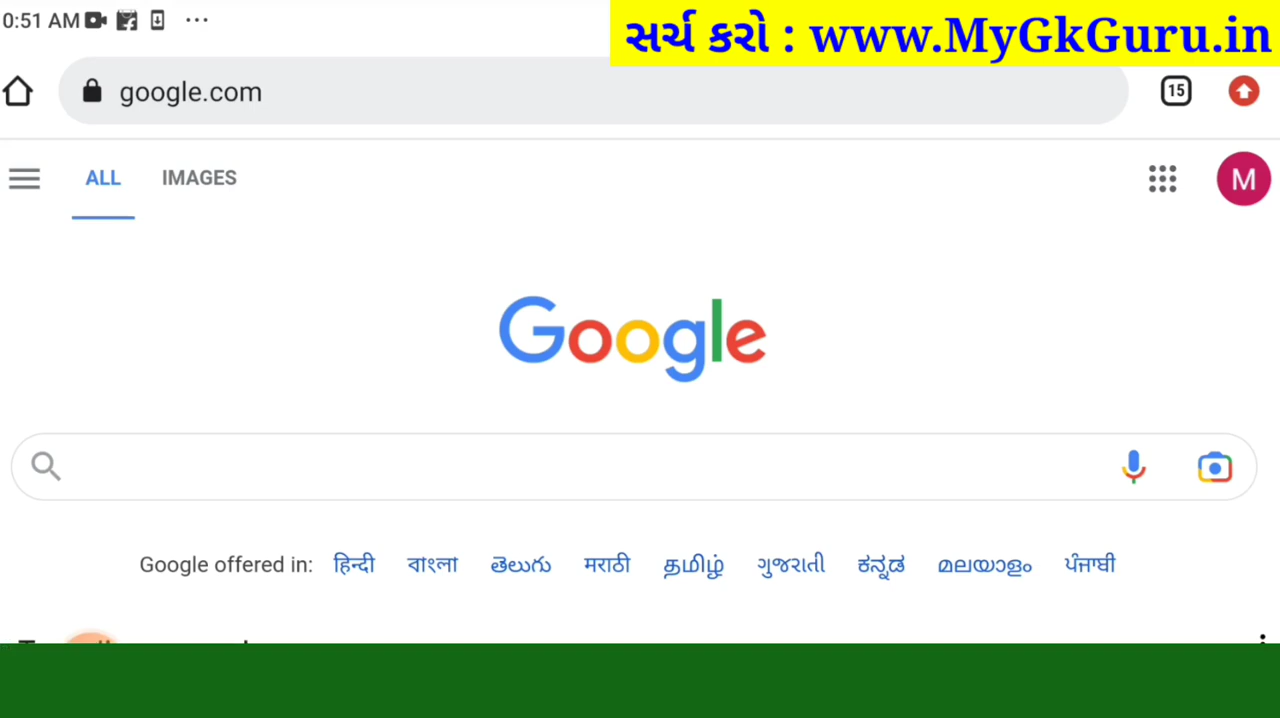 0:51 AM
સર્ચ કરો : www.MyGkGuru.in
google.com
15
ALL IMAGES
M
Google
Google offered in: हिन्दी বাংলা తెలుగు मराठी தமிழ் ગુજરાતી ಕನ್ನಡ മലയാളം ਪੰਜਾਬੀ